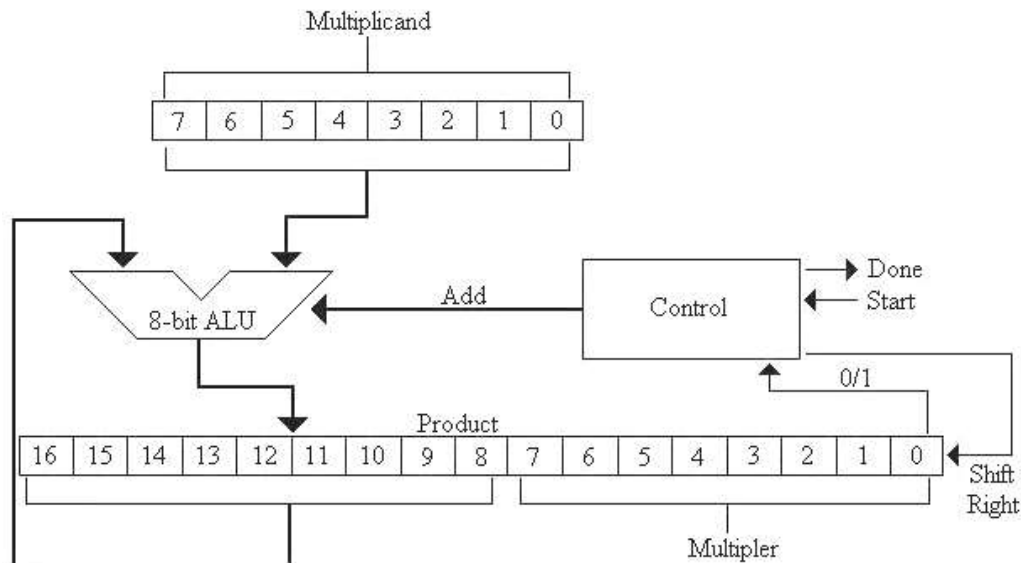 Multiplicand
7 6 5 4 3 2 1 0
Done
Add
Control
Start
8-bit ALU
0/1
Product
16 15 14 13 12 11 10 9 8 7 6 5 4 3 2 1 0
Shift
Right
Multipler